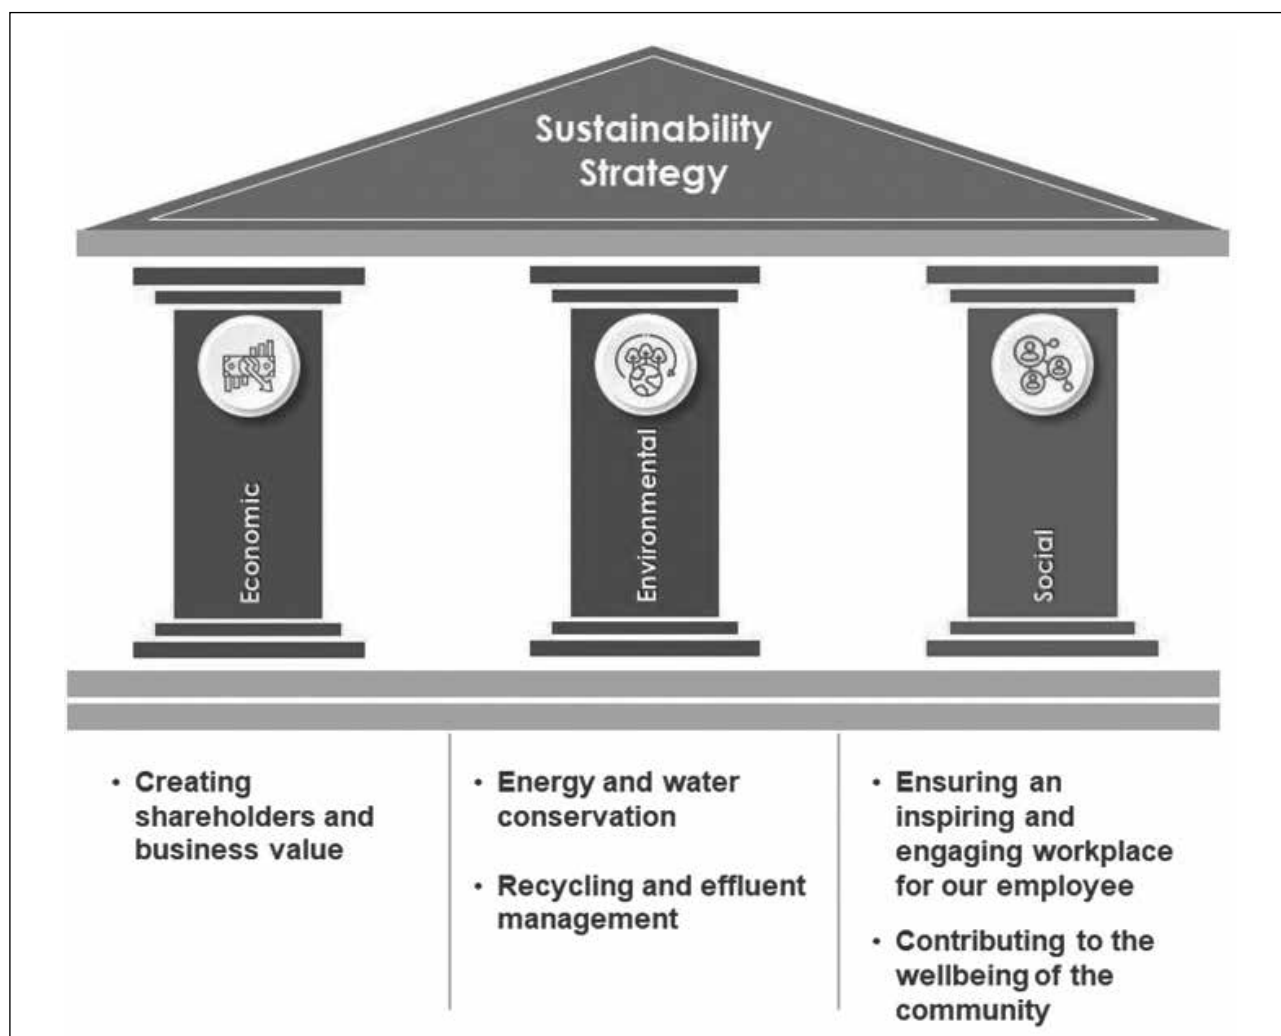 Sustainability
Strategy
Economic
Environmental
Social
• Creating
shareholders and
business value
• Energy and water
conservation
• Recycling and effluent
management
• Ensuring an
inspiring and
engaging workplace
for our employee
• Contributing to the
wellbeing of the
community